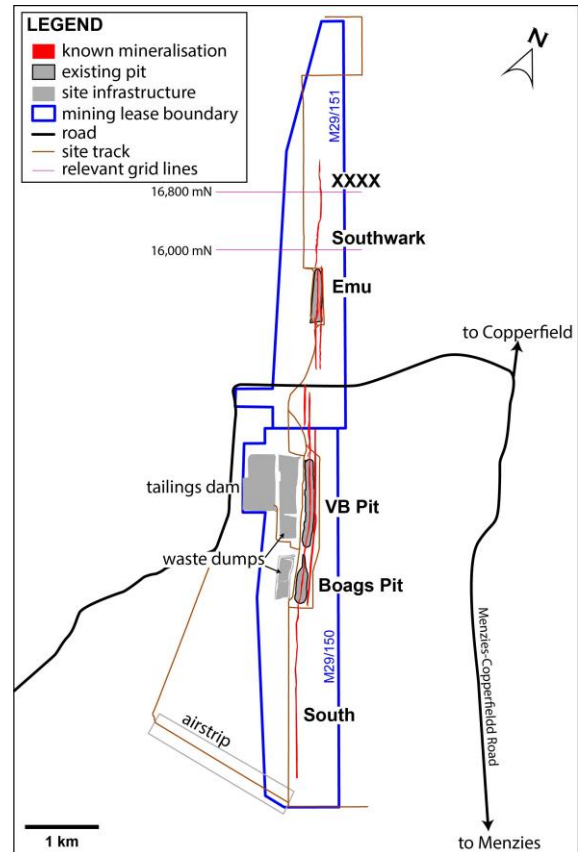 LEGEND
known mineralisation
existing pit
site infrastructure
mining lease boundary
road
site track
relevant grid lines
N
M29/151
XXXX
16,800 mN
Southwark
16,000 mN
Emu
to Copperfield
tailings dam
VB Pit
waste dumps
Boags Pit
M29/150
Menzies-Copperfieldd Road
South
airstrip
1 km
to Menzies